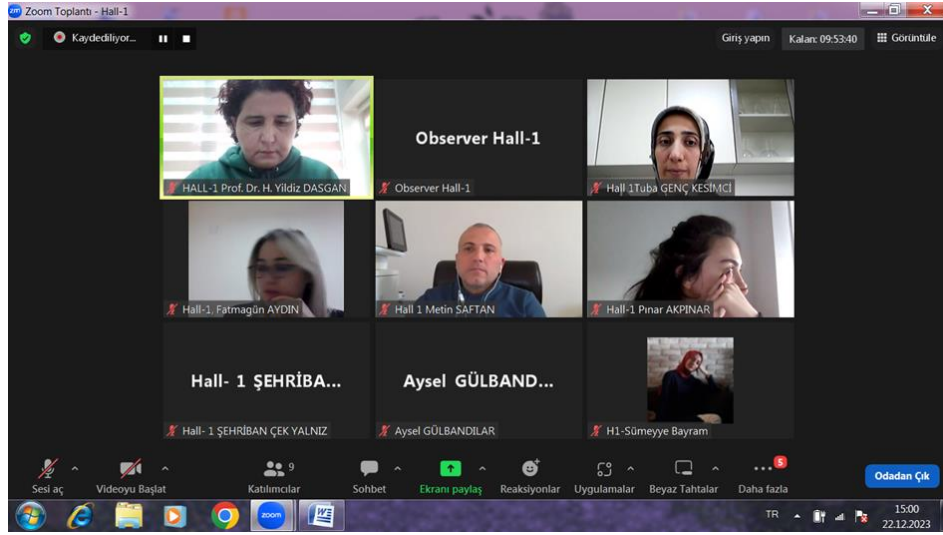 Zoom Toplantı - Hall-1
Kaydediliyor...
Giriş yapın
Kalan: 09:53:40
Görüntüle
HALL-1 Prof. Dr. H. Yildiz DASGAN
Observer Hall-1
Observer Hall-1
Hall 1Tuba GENÇ KESİMCİ
Hall-1, Fatmagün AYDIN
Hall 1 Metin SAFTAN
Hall-1 Pınar AKPINAR
Hall- 1 ŞEHRİBA...
Hall- 1 ŞEHRİBAN ÇEK YALNIZ
Aysel GÜLBAND...
Aysel GÜLBANDILAR
H1-Sümeyye Bayram
Sesi aç
Videoyu Başlat
9
Katılımcılar
Sohbet
Ekranı paylaş
Reaksiyonlar
Uygulamalar
Beyaz Tahtalar
5
Daha fazla
Odadan Çık
zoom
W
TR
15:00
22.12.2023